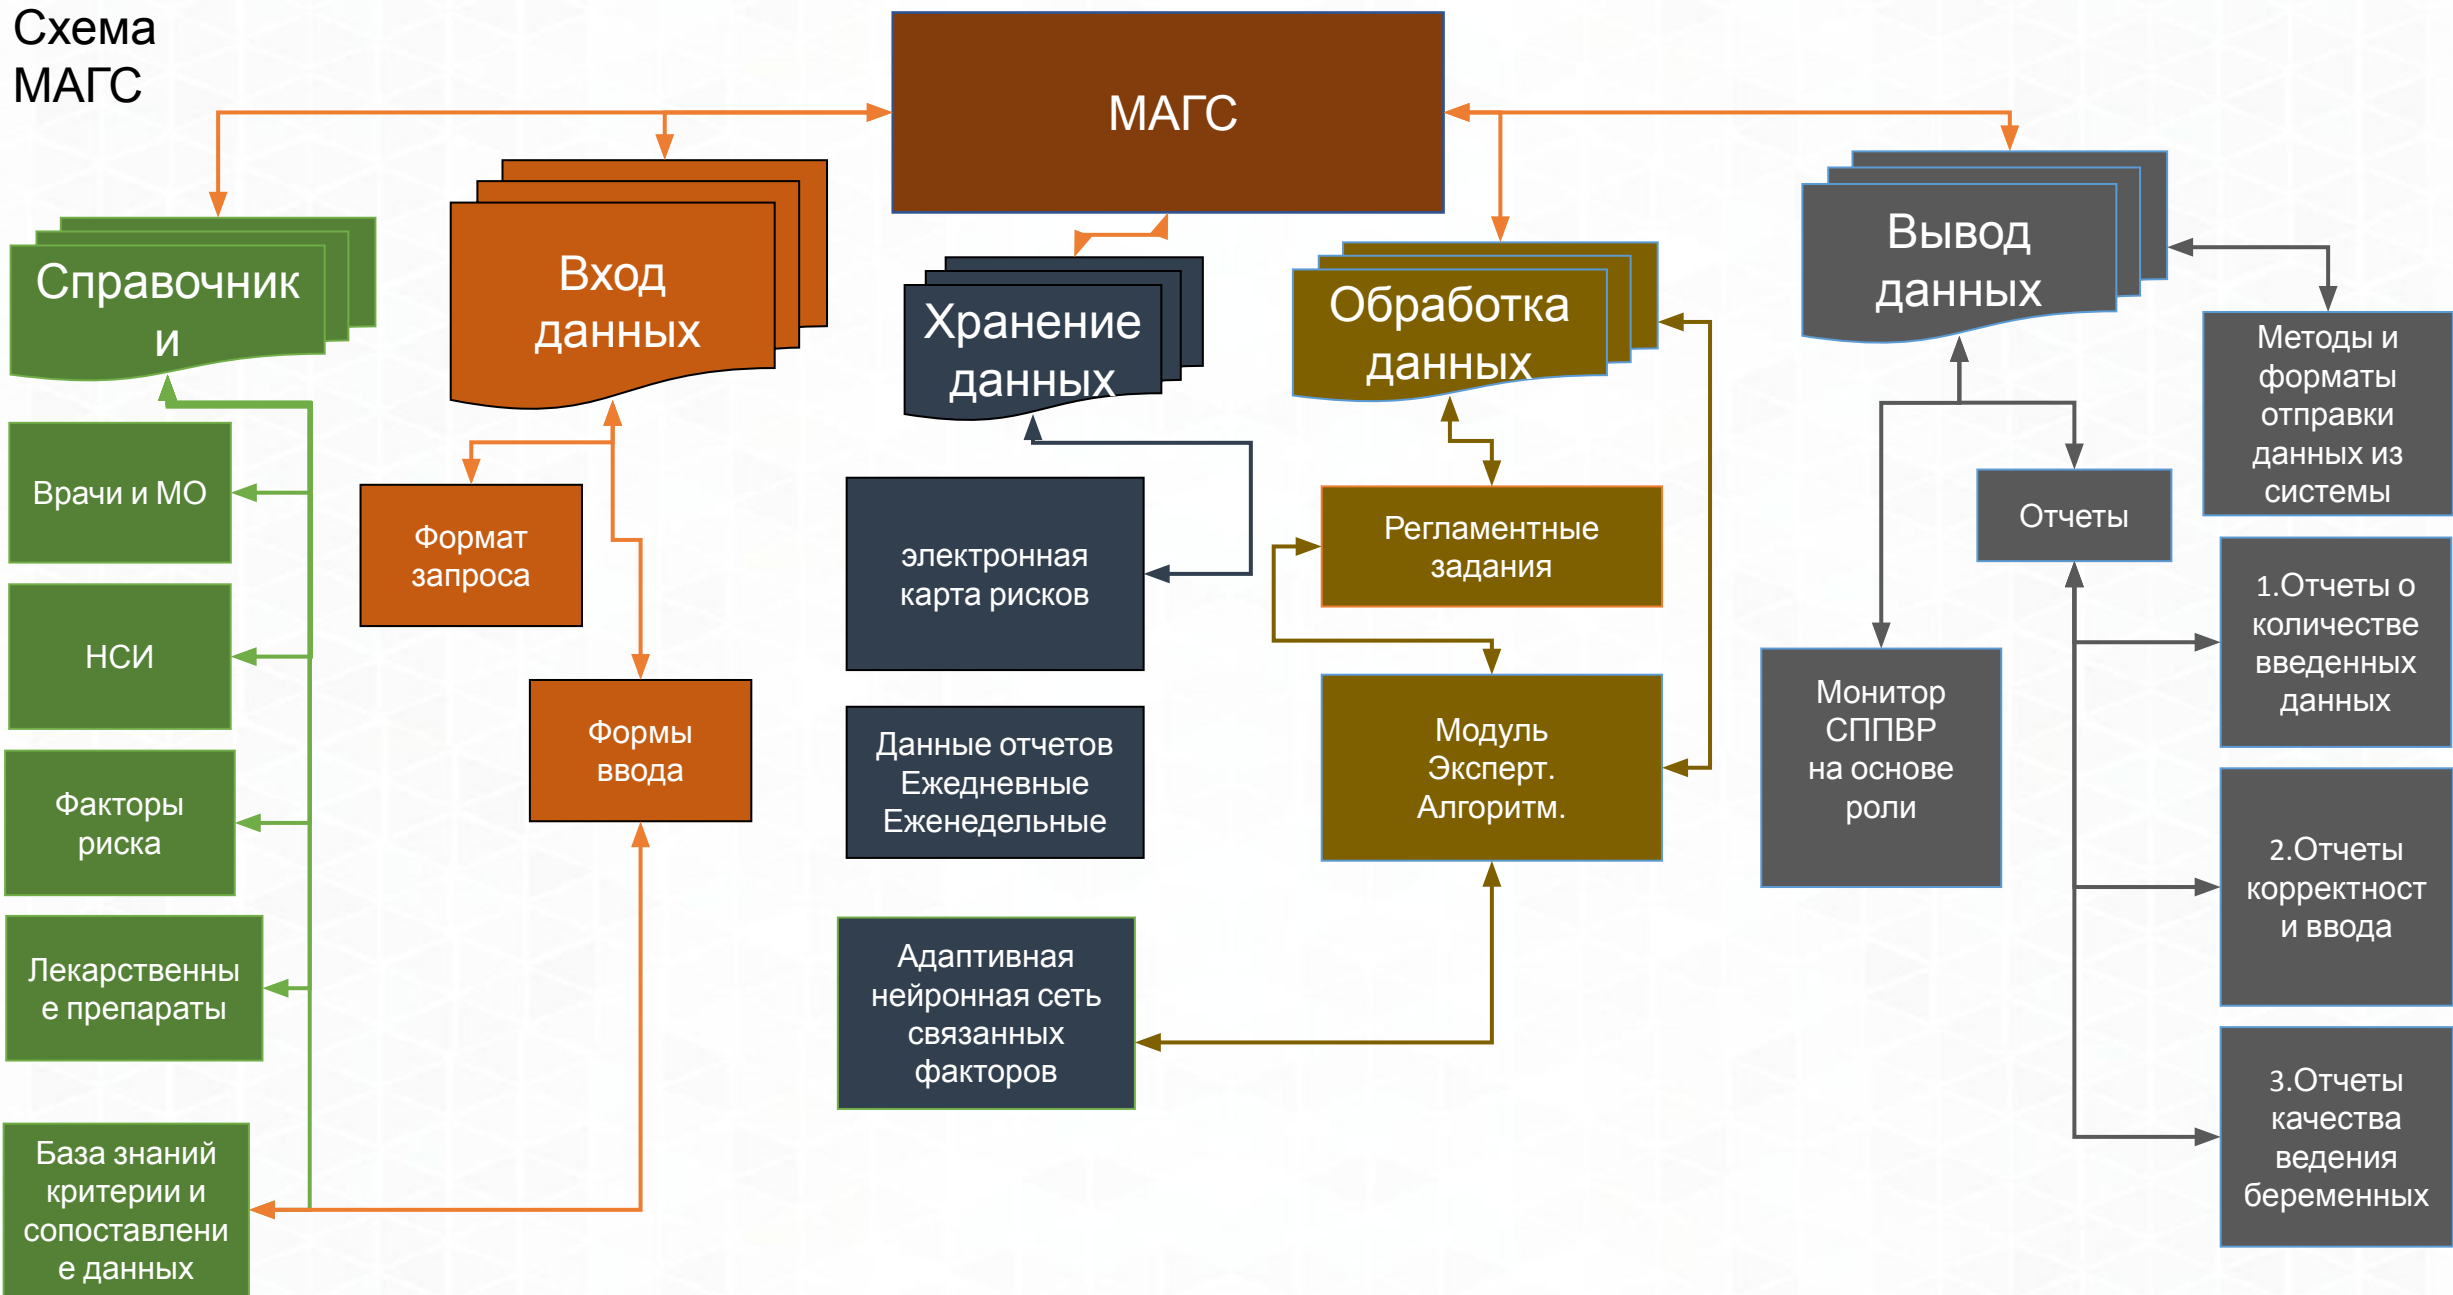 Схема
МАГС
МАГС
Справочник
и
Вход
данных
Хранение
данных
Обработка
данных
Вывод
данных
Врачи и МО
НСИ
Факторы
риска
Лекарственны
е препараты
База знаний
критерии и
сопоставлени
е данных
Формат
запроса
Формы
ввода
электронная
карта рисков
Данные отчетов
Ежедневные
Еженедельные
Адаптивная
нейронная сеть
связанных
факторов
Регламентные
задания
Модуль
Эксперт.
Алгоритм.
Монитор
СППВР
на основе
роли
Отчеты
Методы и
форматы
отправки
данных из
системы
1.Отчеты о
количестве
введенных
данных
2.Отчеты
корректност
и ввода
3.Отчеты
качества
ведения
беременных